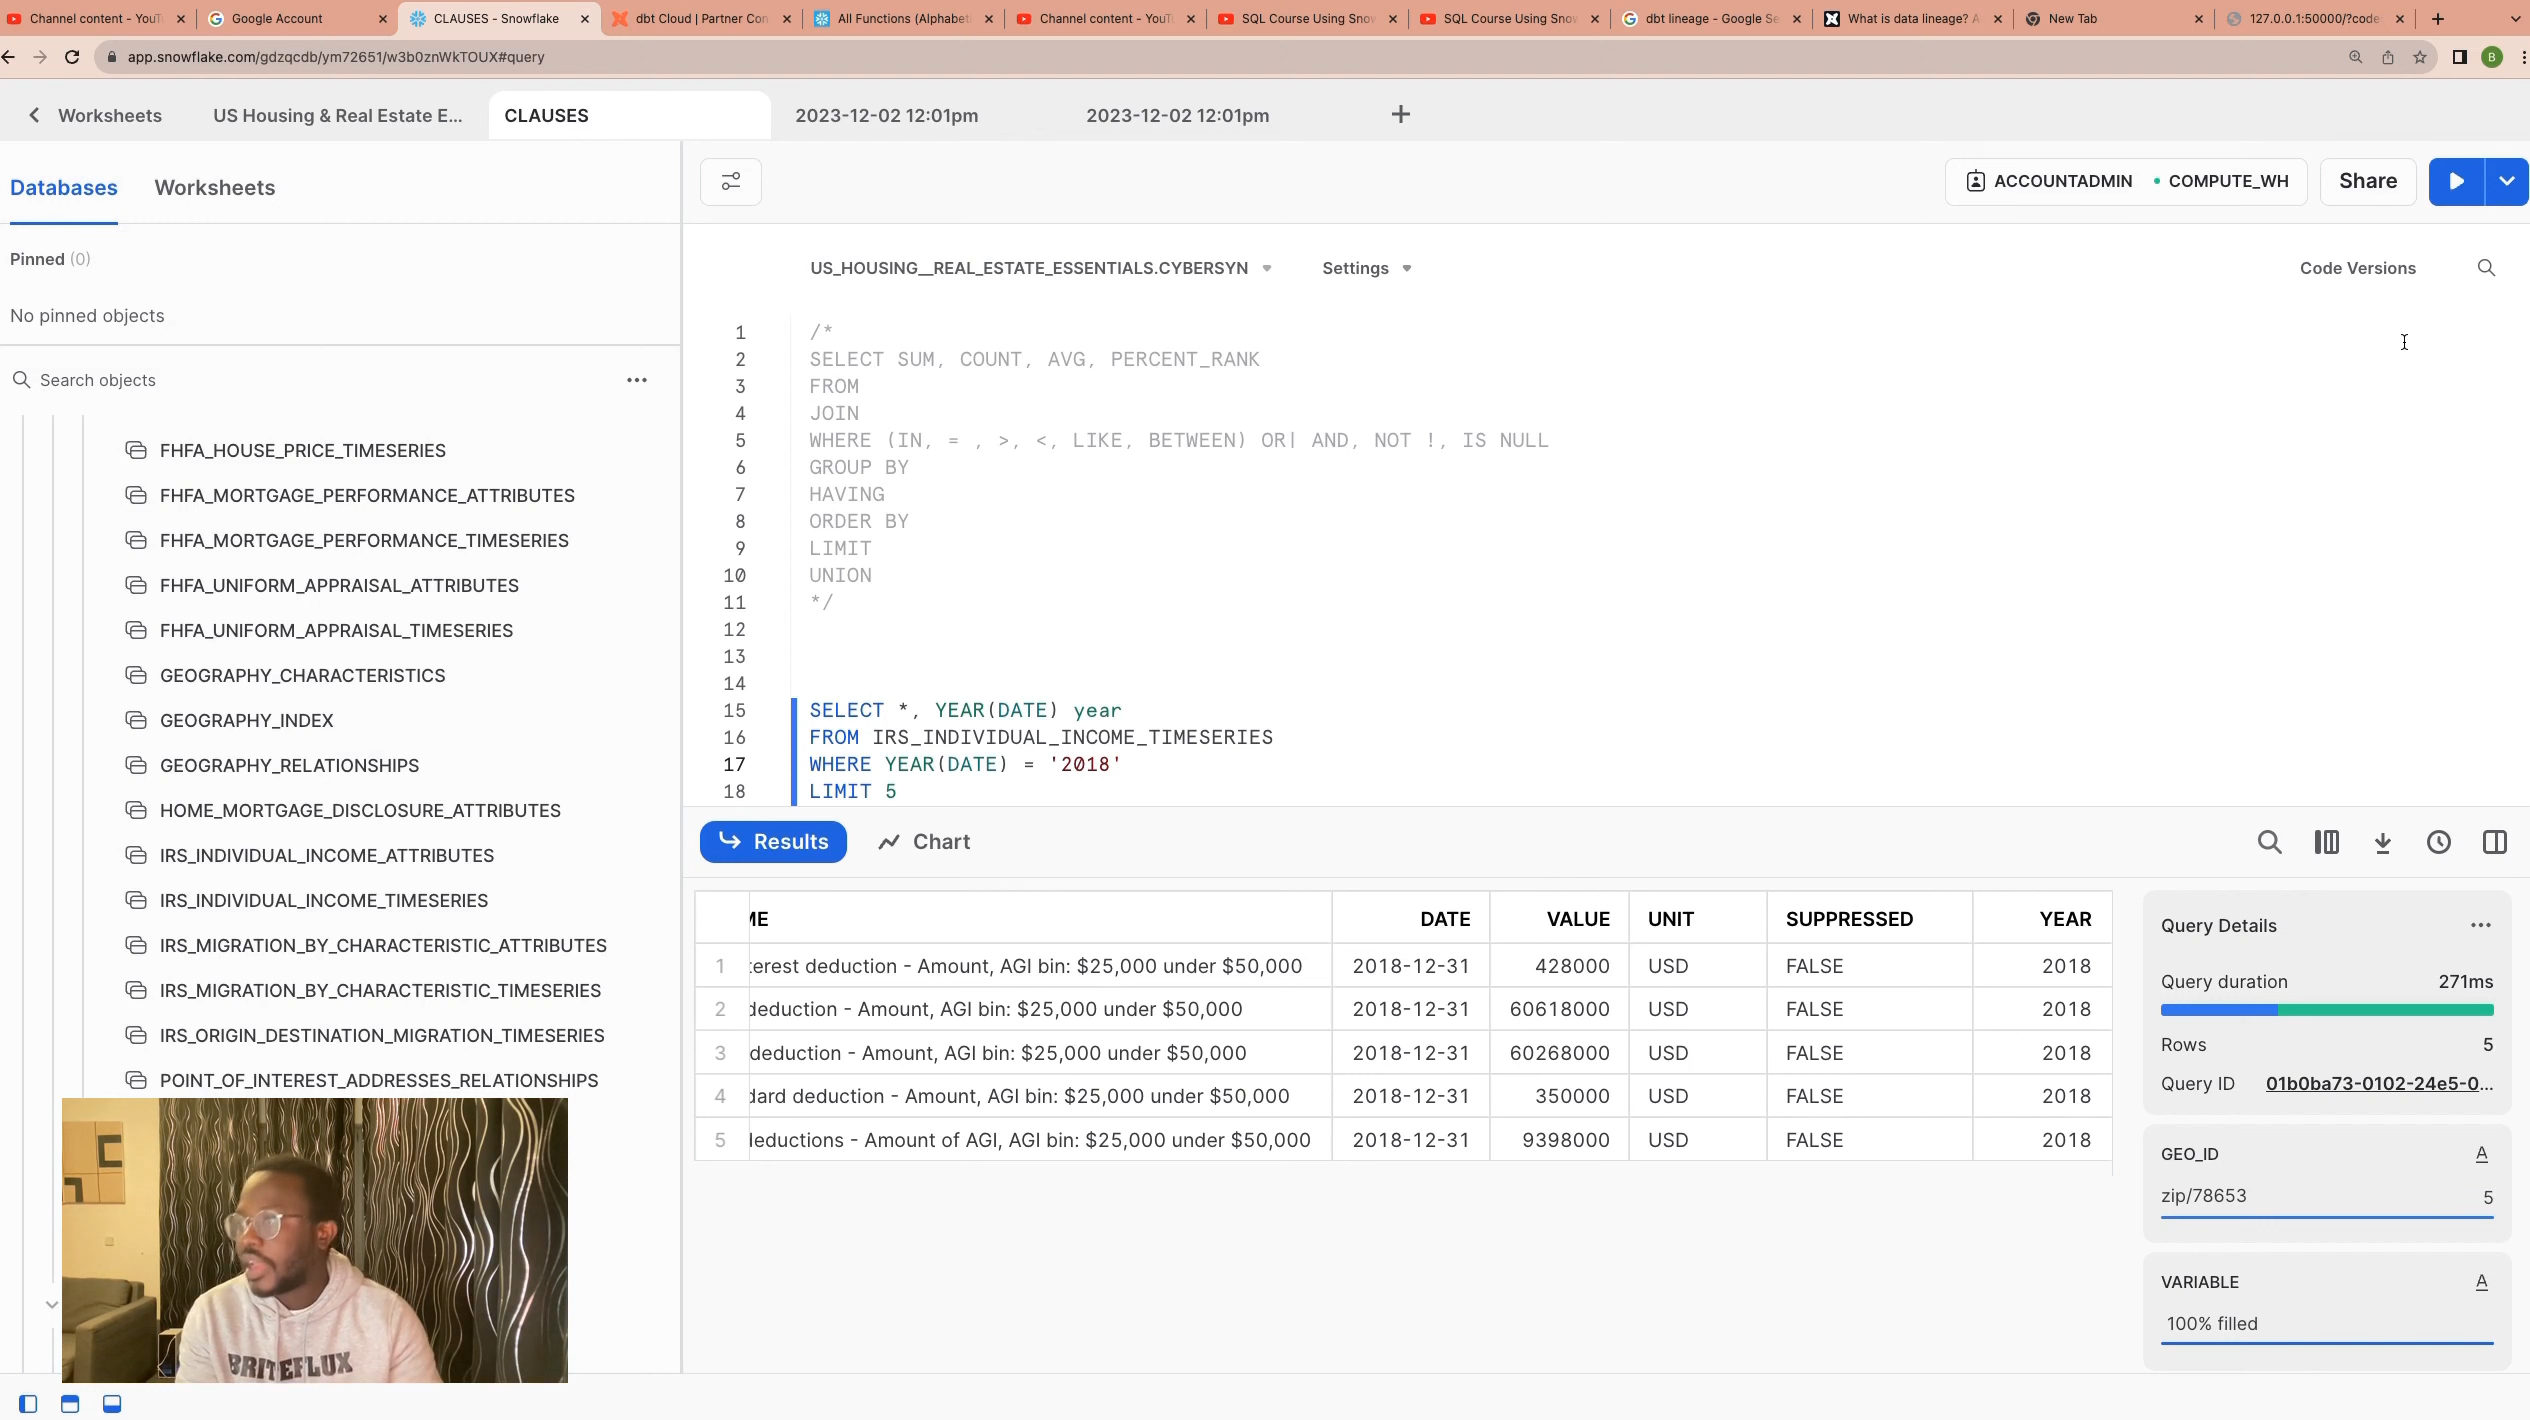 Channel content - YouT
Google Account
CLAUSES - Snowflake
dbt Cloud | Partner Con
All Functions (Alphabet
Channel content - YouT
SQL Course Using Snow
SQL Course Using Snow
dbt lineage - Google Se
What is data lineage? A
New Tab
127.0.0.1:50000/?code
app.snowflake.com/gdzqcdb/ym72651/w3b0znWkTOUX#query
B
Worksheets
US Housing & Real Estate E...
CLAUSES
2023-12-02 12:01pm
2023-12-02 12:01pm
Databases
Worksheets
ACCOUNTADMIN
COMPUTE_WH
Share
Pinned (0)
No pinned objects
Search objects
FHFA_HOUSE_PRICE_TIMESERIES
FHFA_MORTGAGE_PERFORMANCE_ATTRIBUTES
FHFA_MORTGAGE_PERFORMANCE_TIMESERIES
FHFA_UNIFORM_APPRAISAL_ATTRIBUTES
FHFA_UNIFORM_APPRAISAL_TIMESERIES
GEOGRAPHY_CHARACTERISTICS
GEOGRAPHY_INDEX
GEOGRAPHY_RELATIONSHIPS
HOME_MORTGAGE_DISCLOSURE_ATTRIBUTES
IRS_INDIVIDUAL_INCOME_ATTRIBUTES
IRS_INDIVIDUAL_INCOME_TIMESERIES
IRS_MIGRATION_BY_CHARACTERISTIC_ATTRIBUTES
IRS_MIGRATION_BY_CHARACTERISTIC_TIMESERIES
IRS_ORIGIN_DESTINATION_MIGRATION_TIMESERIES
POINT_OF_INTEREST_ADDRESSES_RELATIONSHIPS
BRITEFLUX
US_HOUSING__REAL_ESTATE_ESSENTIALS.CYBERSYN
Settings
Code Versions
1 /*
2 SELECT SUM, COUNT, AVG, PERCENT_RANK
3 FROM
4 JOIN
5 WHERE (IN, = , >, <, LIKE, BETWEEN) OR| AND, NOT !, IS NULL
6 GROUP BY
7 HAVING
8 ORDER BY
9 LIMIT
10 UNION
11 */
12
13
14
15 SELECT *, YEAR(DATE) year
16 FROM IRS_INDIVIDUAL_INCOME_TIMESERIES
17 WHERE YEAR(DATE) = '2018'
18 LIMIT 5
Results
Chart
ME DATE VALUE UNIT SUPPRESSED YEAR
1 terest deduction - Amount, AGI bin: $25,000 under $50,000 2018-12-31 428000 USD FALSE 2018
2 deduction - Amount, AGI bin: $25,000 under $50,000 2018-12-31 60618000 USD FALSE 2018
3 deduction - Amount, AGI bin: $25,000 under $50,000 2018-12-31 60268000 USD FALSE 2018
4 dard deduction - Amount, AGI bin: $25,000 under $50,000 2018-12-31 350000 USD FALSE 2018
5 deductions - Amount of AGI, AGI bin: $25,000 under $50,000 2018-12-31 9398000 USD FALSE 2018
Query Details
Query duration 271ms
Rows 5
Query ID 01b0ba73-0102-24e5-0...
GEO_ID A
zip/78653 5
VARIABLE A
100% filled